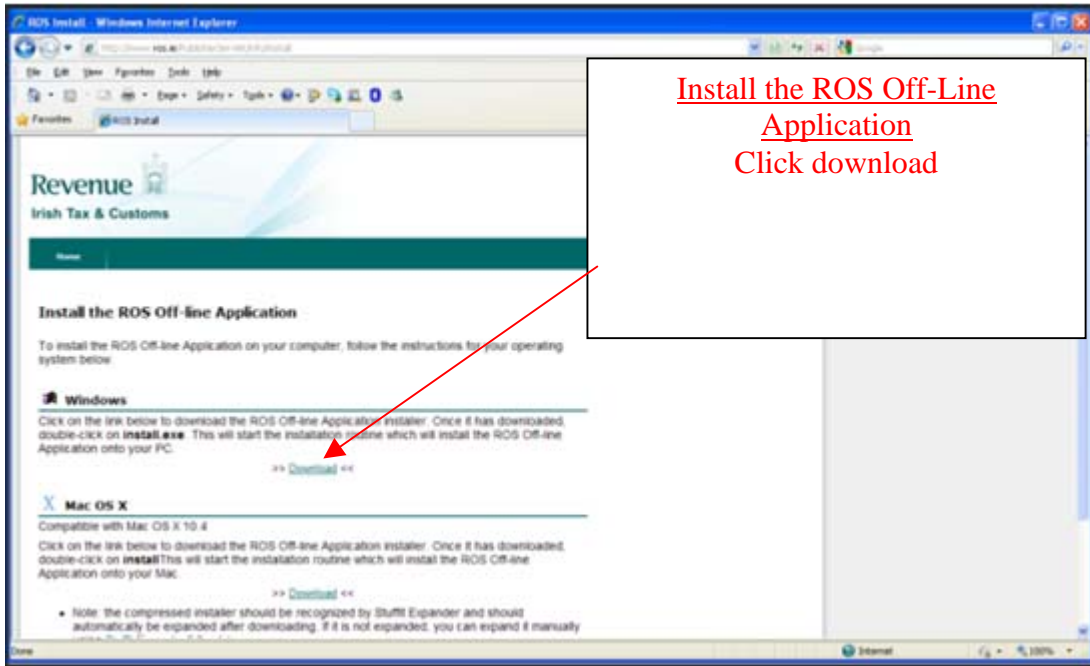 ROS Install - Windows Internet Explorer
File Edit View Favorites Tools Help
Page Safety Tools
Favorites ROS Install
Install the ROS Off-Line
Application
Click download
Revenue
Irish Tax & Customs
Home
Install the ROS Off-line Application
To install the ROS Off-line Application on your computer, follow the instructions for your operating
system below.
Windows
Click on the link below to download the ROS Off-line Application installer. Once it has downloaded,
double-click on install.exe. This will start the installation routine which will install the ROS Off-line
Application onto your PC.
>> Download <<
X Mac OS X
Compatible with Mac OS X 10.4
Click on the link below to download the ROS Off-line Application installer. Once it has downloaded,
double-click on installThis will start the installation routine which will install the ROS Off-line
Application onto your Mac.
>> Download <<
• Note: the compressed installer should be recognized by StuffIt Expander and should
automatically be expanded after downloading. If it is not expanded, you can expand it manually
Done Internet 100%